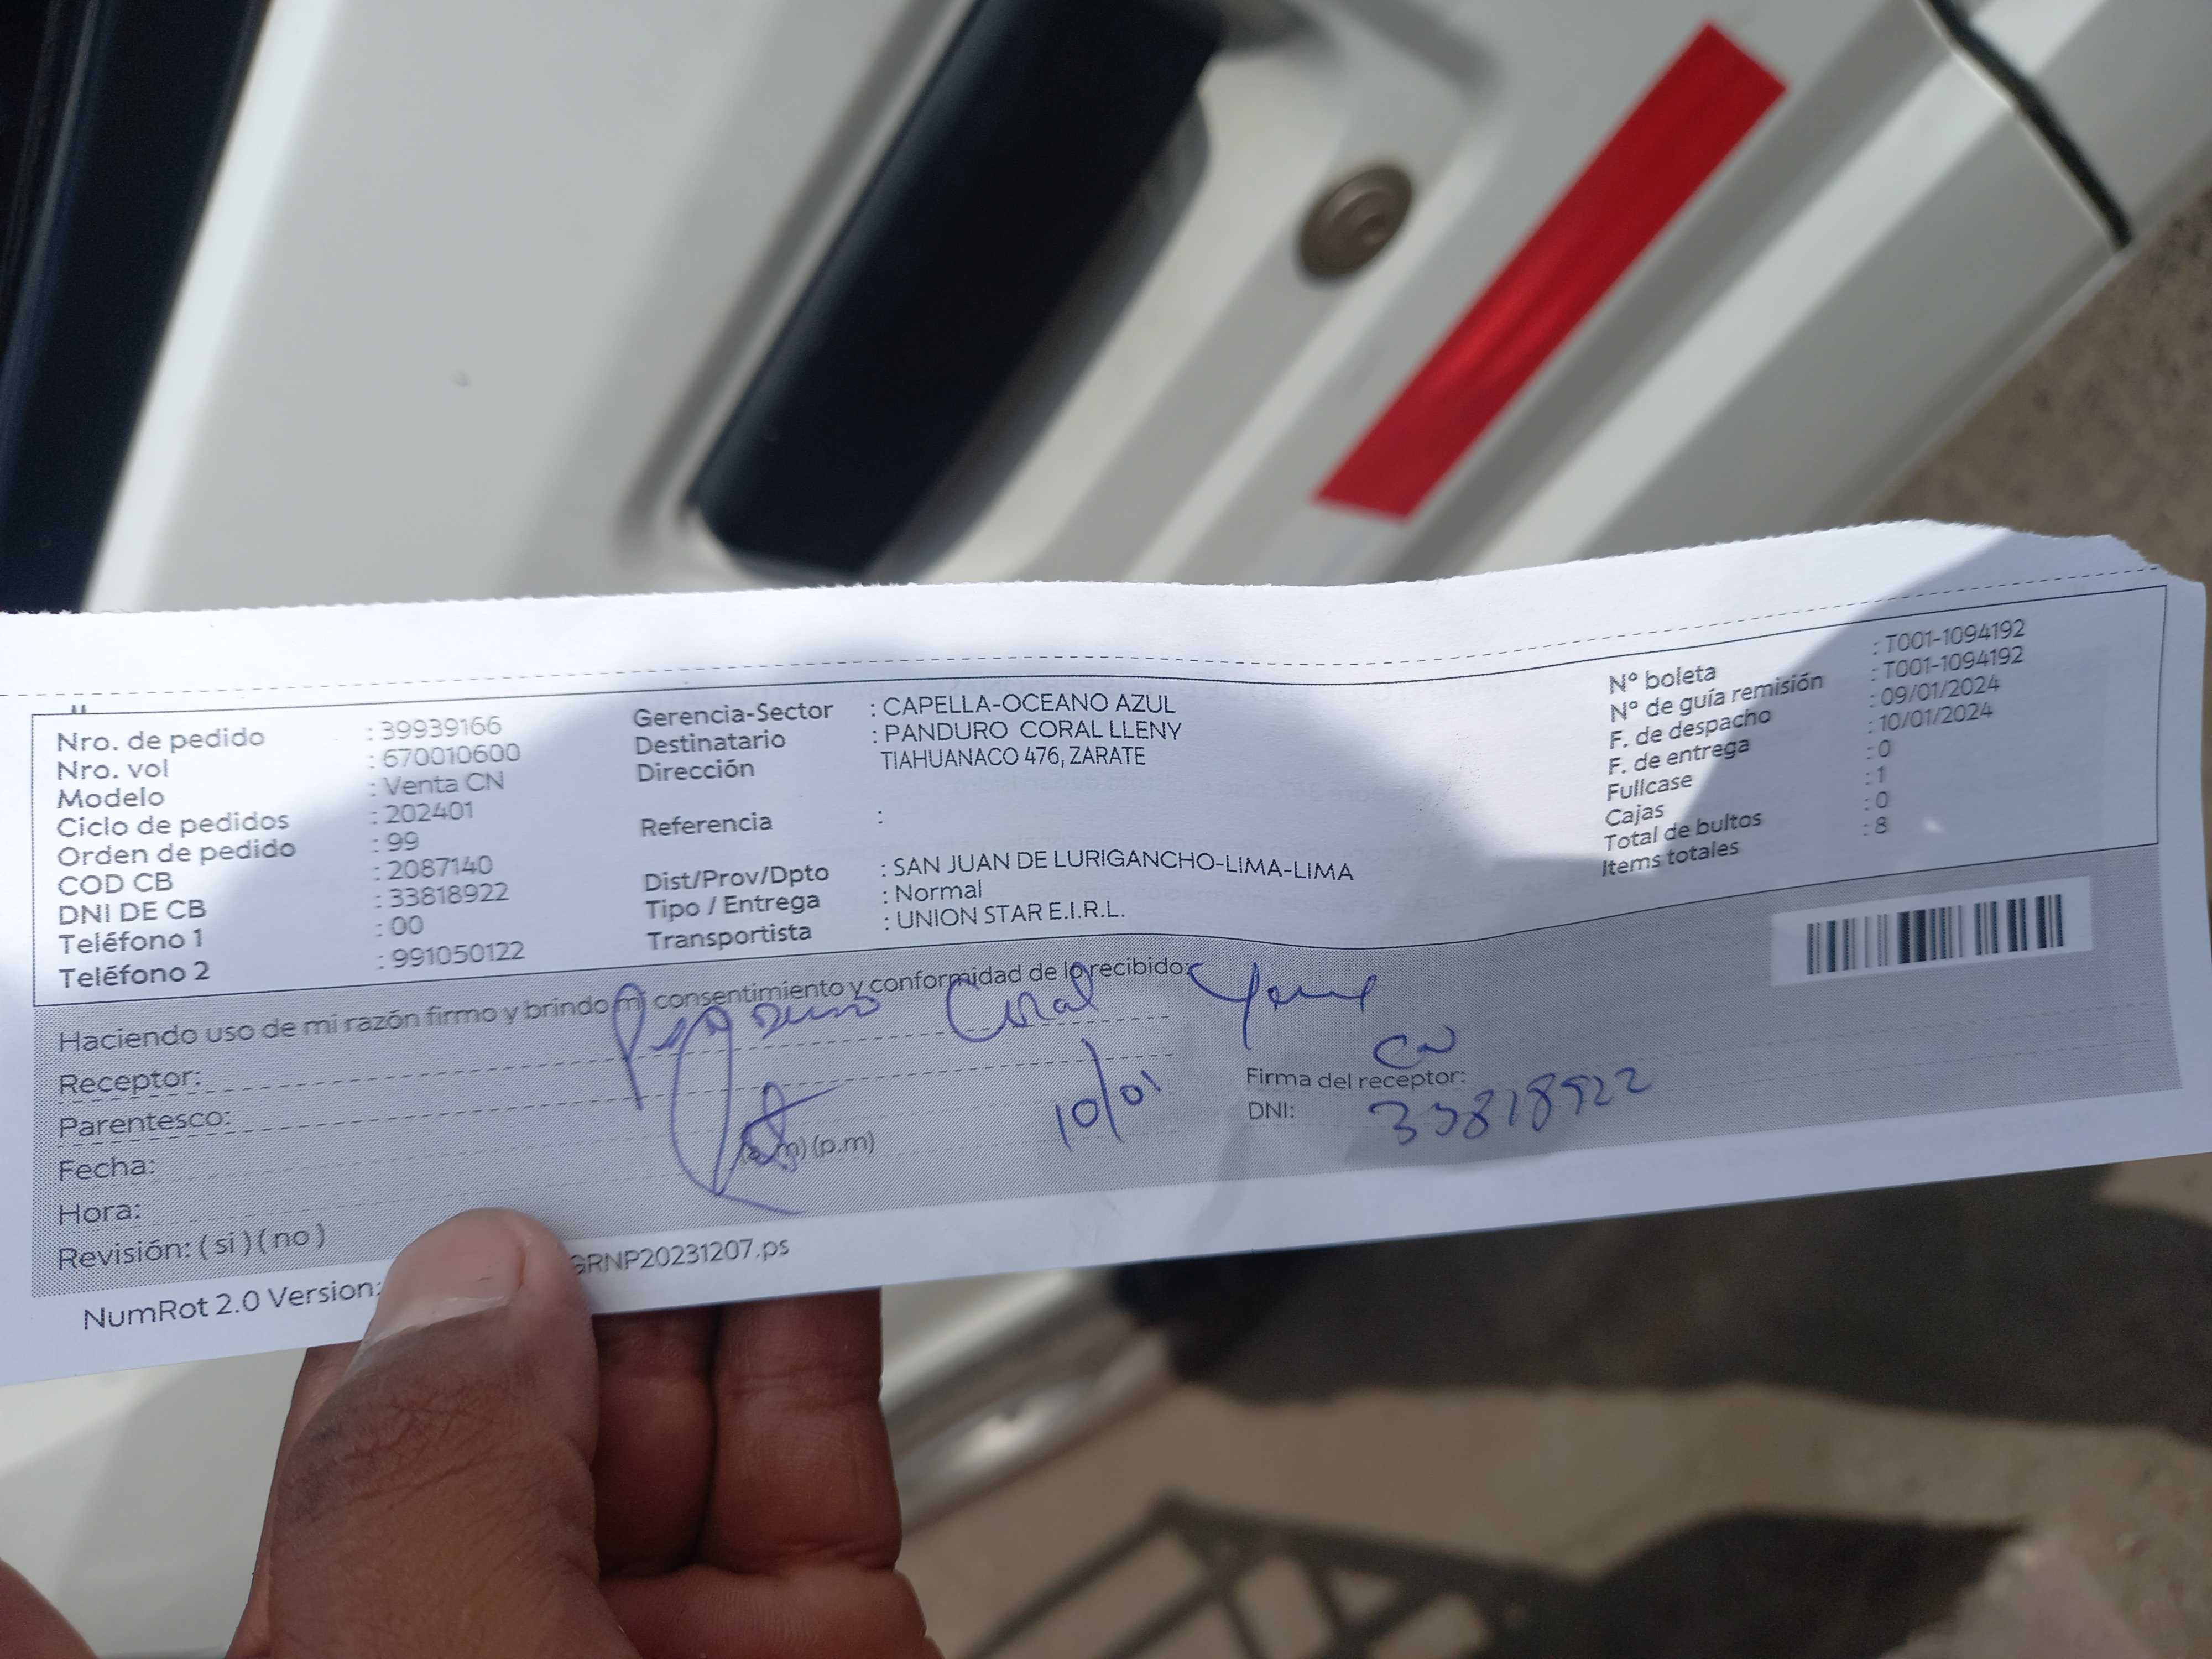 Nro. de pedido : 39939166
Nro. vol : 670010600
Modelo : Venta CN
Ciclo de pedidos : 202401
Orden de pedido : 99
COD CB : 2087140
DNI DE CB : 33818922
Teléfono 1 : 00
Teléfono 2 : 991050122
Gerencia-Sector : CAPELLA-OCEANO AZUL
Destinatario : PANDURO CORAL LLENY
Dirección TIAHUANACO 476, ZARATE
Referencia :
Dist/Prov/Dpto : SAN JUAN DE LURIGANCHO-LIMA-LIMA
Tipo / Entrega : Normal
Transportista : UNION STAR E.I.R.L.
N° boleta : T001-1094192
N° de guía remisión : T001-1094192
F. de despacho : 09/01/2024
F. de entrega : 10/01/2024
Fullcase : 0
Cajas : 1
Total de bultos : 0
Items totales : 8
Haciendo uso de mi razón firmo y brindo mi consentimiento y conformidad de lo recibido:
Receptor: Coral
Parentesco:
Fecha: 10/01
Hora: (a.m) (p.m)
Revisión: ( si ) ( no )
Firma del receptor:
DNI: 33818922
NumRot 2.0 Version: GRNP20231207.ps